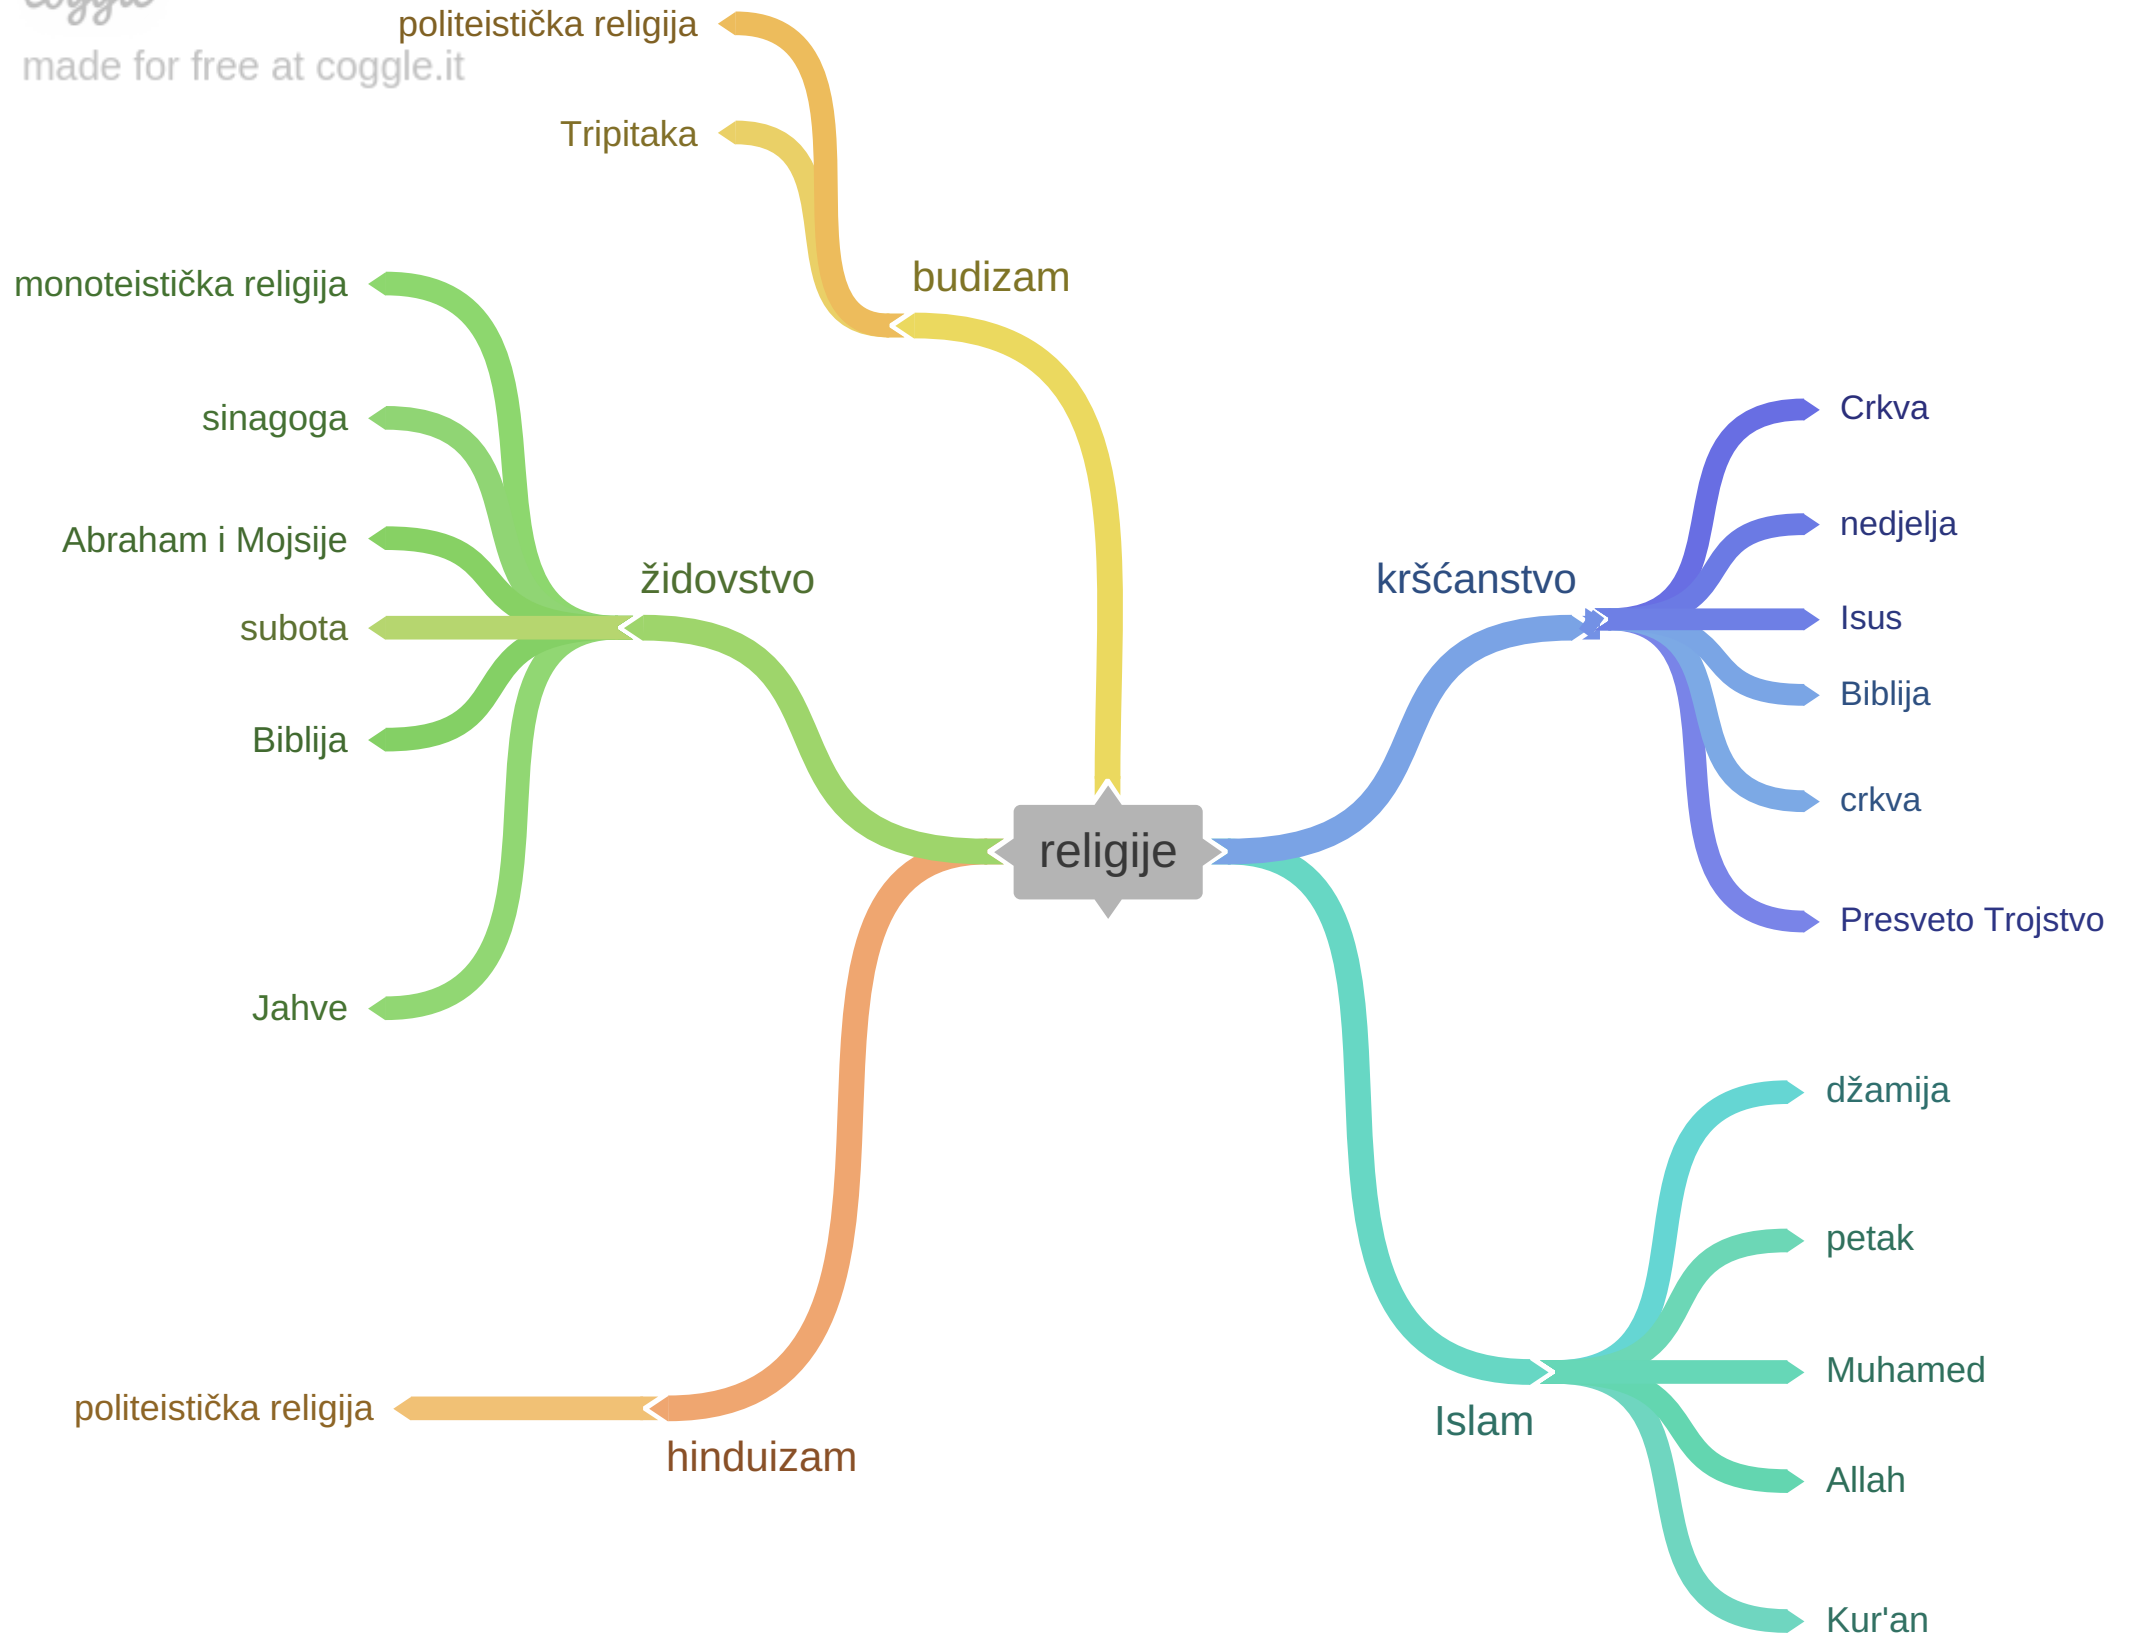 coggle
made for free at coggle.it
politeistička religija
Tripitaka
budizam
monoteistička religija
sinagoga
Abraham i Mojsije
subota
Biblija
Jahve
židovstvo
kršćanstvo
Crkva
nedjelja
Isus
Biblija
crkva
Presveto Trojstvo
religije
džamija
petak
Muhamed
Allah
Kur'an
Islam
politeistička religija
hinduizam